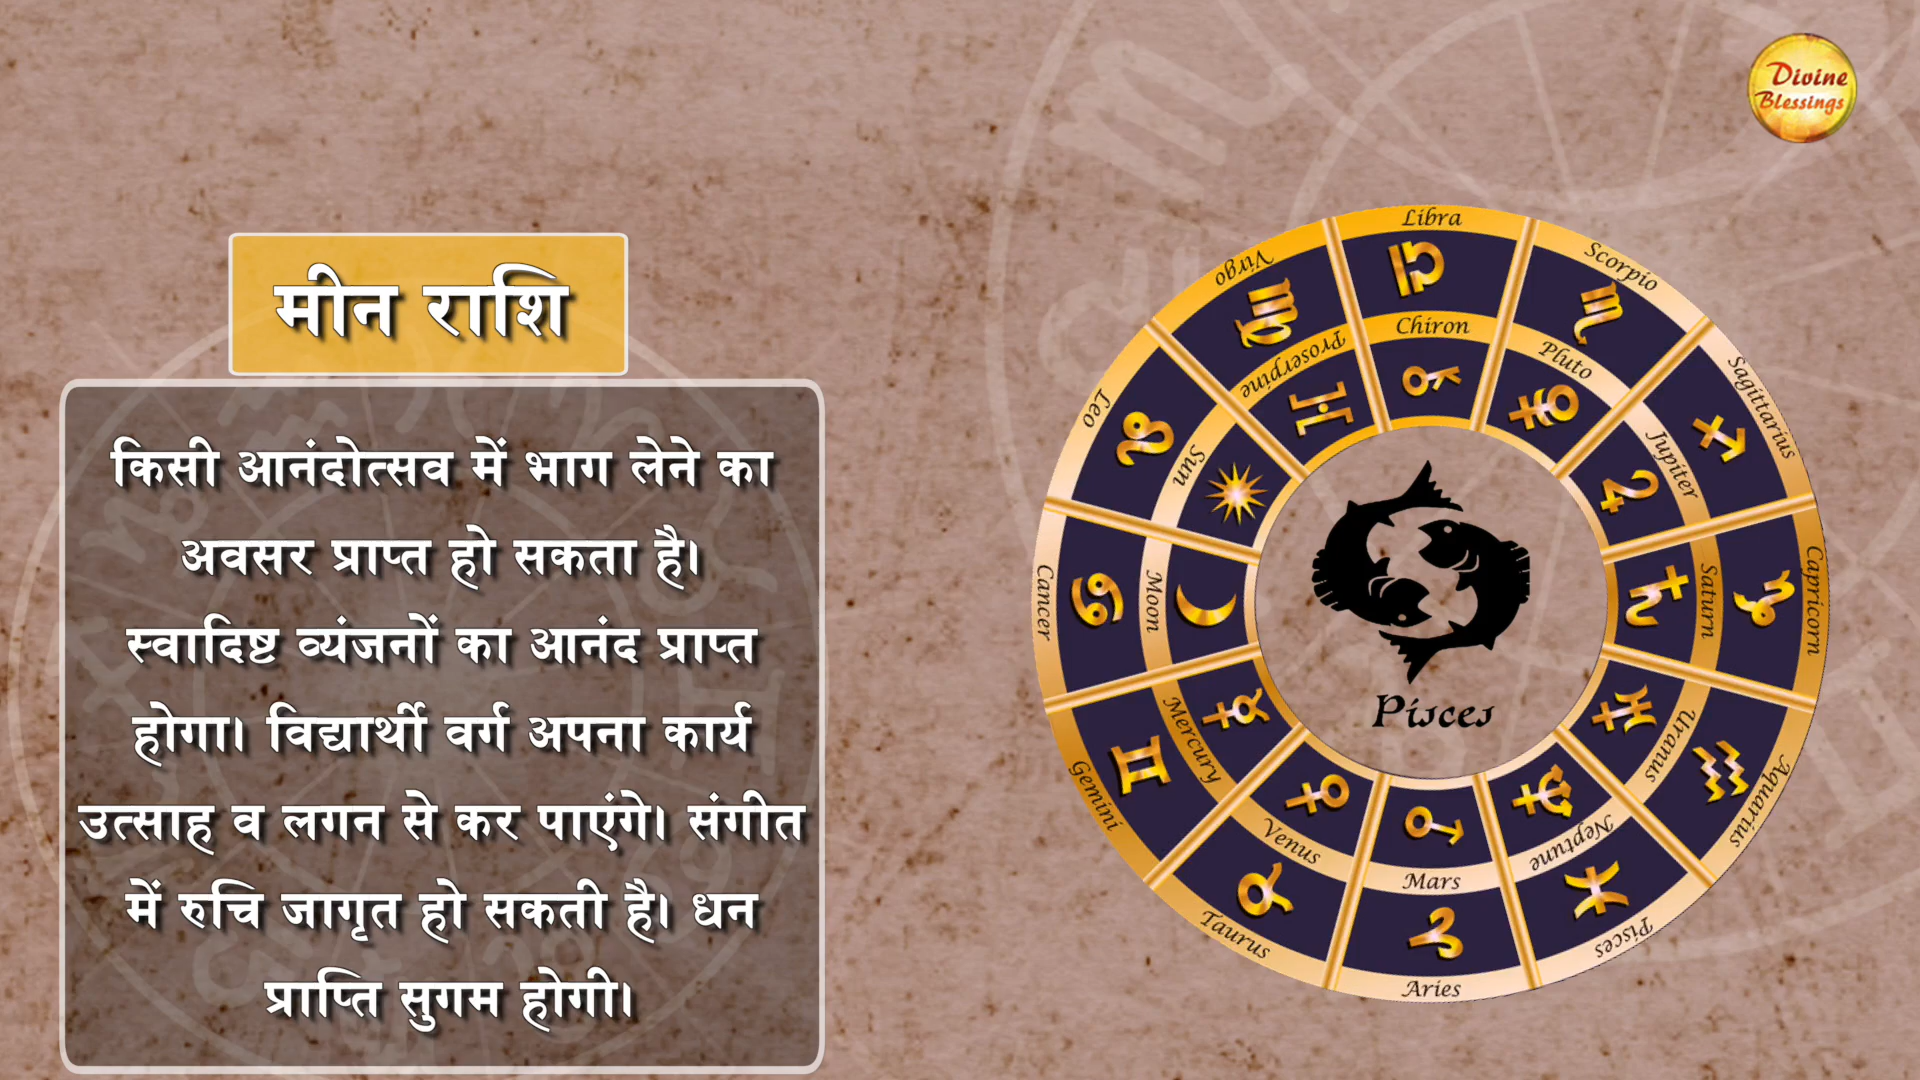 Divine
Blessings
मीन राशि
किसी आनंदोत्सव में भाग लेने का
अवसर प्राप्त हो सकता है।
स्वादिष्ट व्यंजनों का आनंद प्राप्त
होगा। विद्यार्थी वर्ग अपना कार्य
उत्साह व लगन से कर पाएंगे। संगीत
में रुचि जागृत हो सकती है। धन
प्राप्ति सुगम होगी।
Libra
Scorpio
Sagittarius
Capricorn
Aquarius
Pisces
Aries
Taurus
Gemini
Cancer
Leo
Virgo
Chiron
Pluto
Jupiter
Saturn
Uranus
Neptune
Mars
Venus
Mercury
Moon
Sun
Proserpine
Pisces